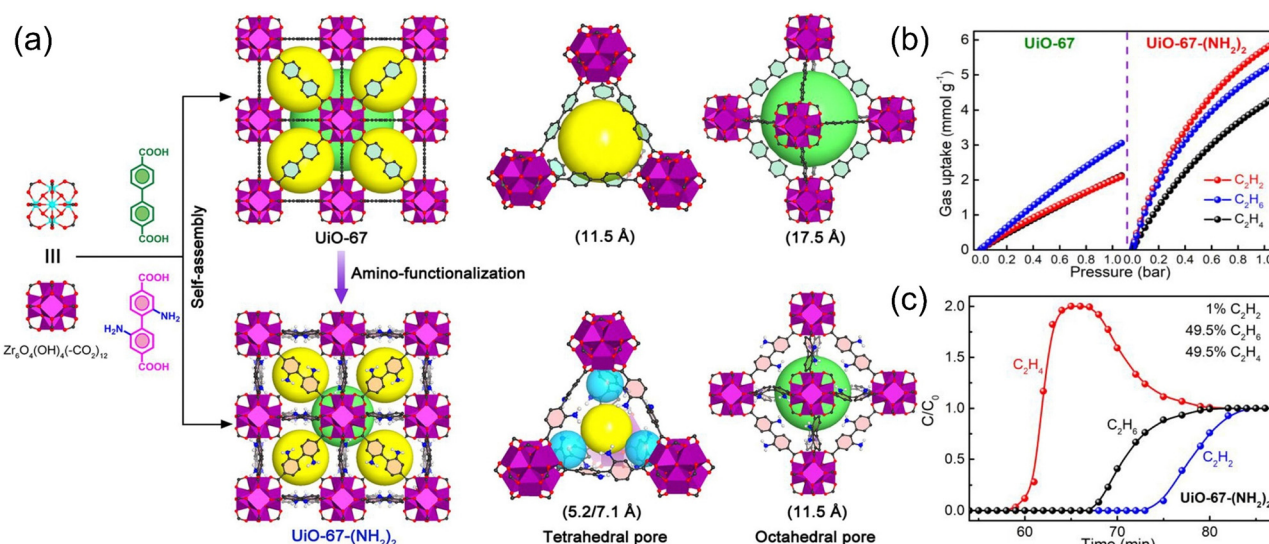 (a)
COOH
COOH
III
COOH
H₂N
NH₂
COOH
Zr₆O₄(OH)₄(-CO₂)₁₂
Self-assembly
UiO-67
(11.5 Å)
(17.5 Å)
Amino-functionalization
UiO-67-(NH₂)₂
(5.2/7.1 Å)
Tetrahedral pore
(11.5 Å)
Octahedral pore
(b)
UiO-67
UiO-67-(NH₂)₂
Gas uptake (mmol g⁻¹)
6
5
4
3
2
1
0
C₂H₂
C₂H₆
C₂H₄
0.0 0.2 0.4 0.6 0.8 1.0 0.0 0.2 0.4 0.6 0.8 1.0
Pressure (bar)
(c)
C/C₀
2.0
1.5
1.0
0.5
0.0
1% C₂H₂
49.5% C₂H₆
49.5% C₂H₄
C₂H₄
C₂H₆
C₂H₂
UiO-67-(NH₂)₂
60 70 80
Time (min)